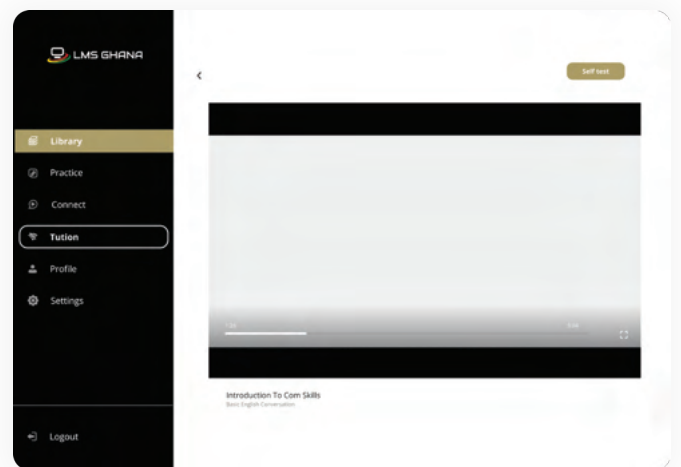 LMS GHANA
Self test
Library
Practice
Connect
Tution
Profile
Settings
Introduction To Com Skills
Basic English Conversation
Logout